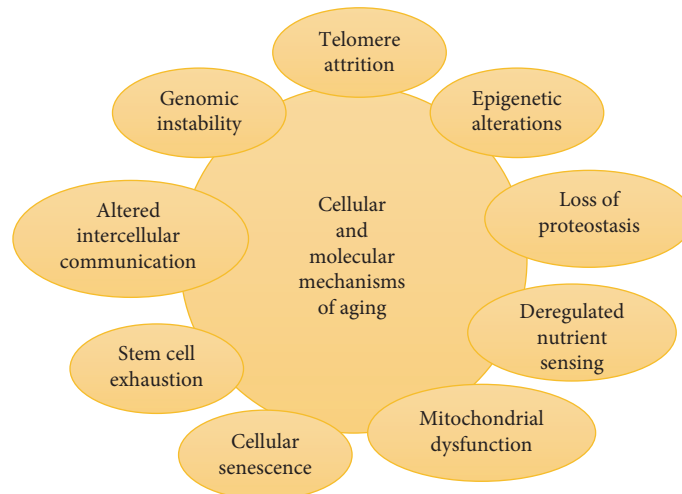 Telomere
attrition
Epigenetic
alterations
Loss of
proteostasis
Deregulated
nutrient
sensing
Mitochondrial
dysfunction
Cellular
senescence
Stem cell
exhaustion
Altered
intercellular
communication
Genomic
instability
Cellular
and
molecular
mechanisms
of aging